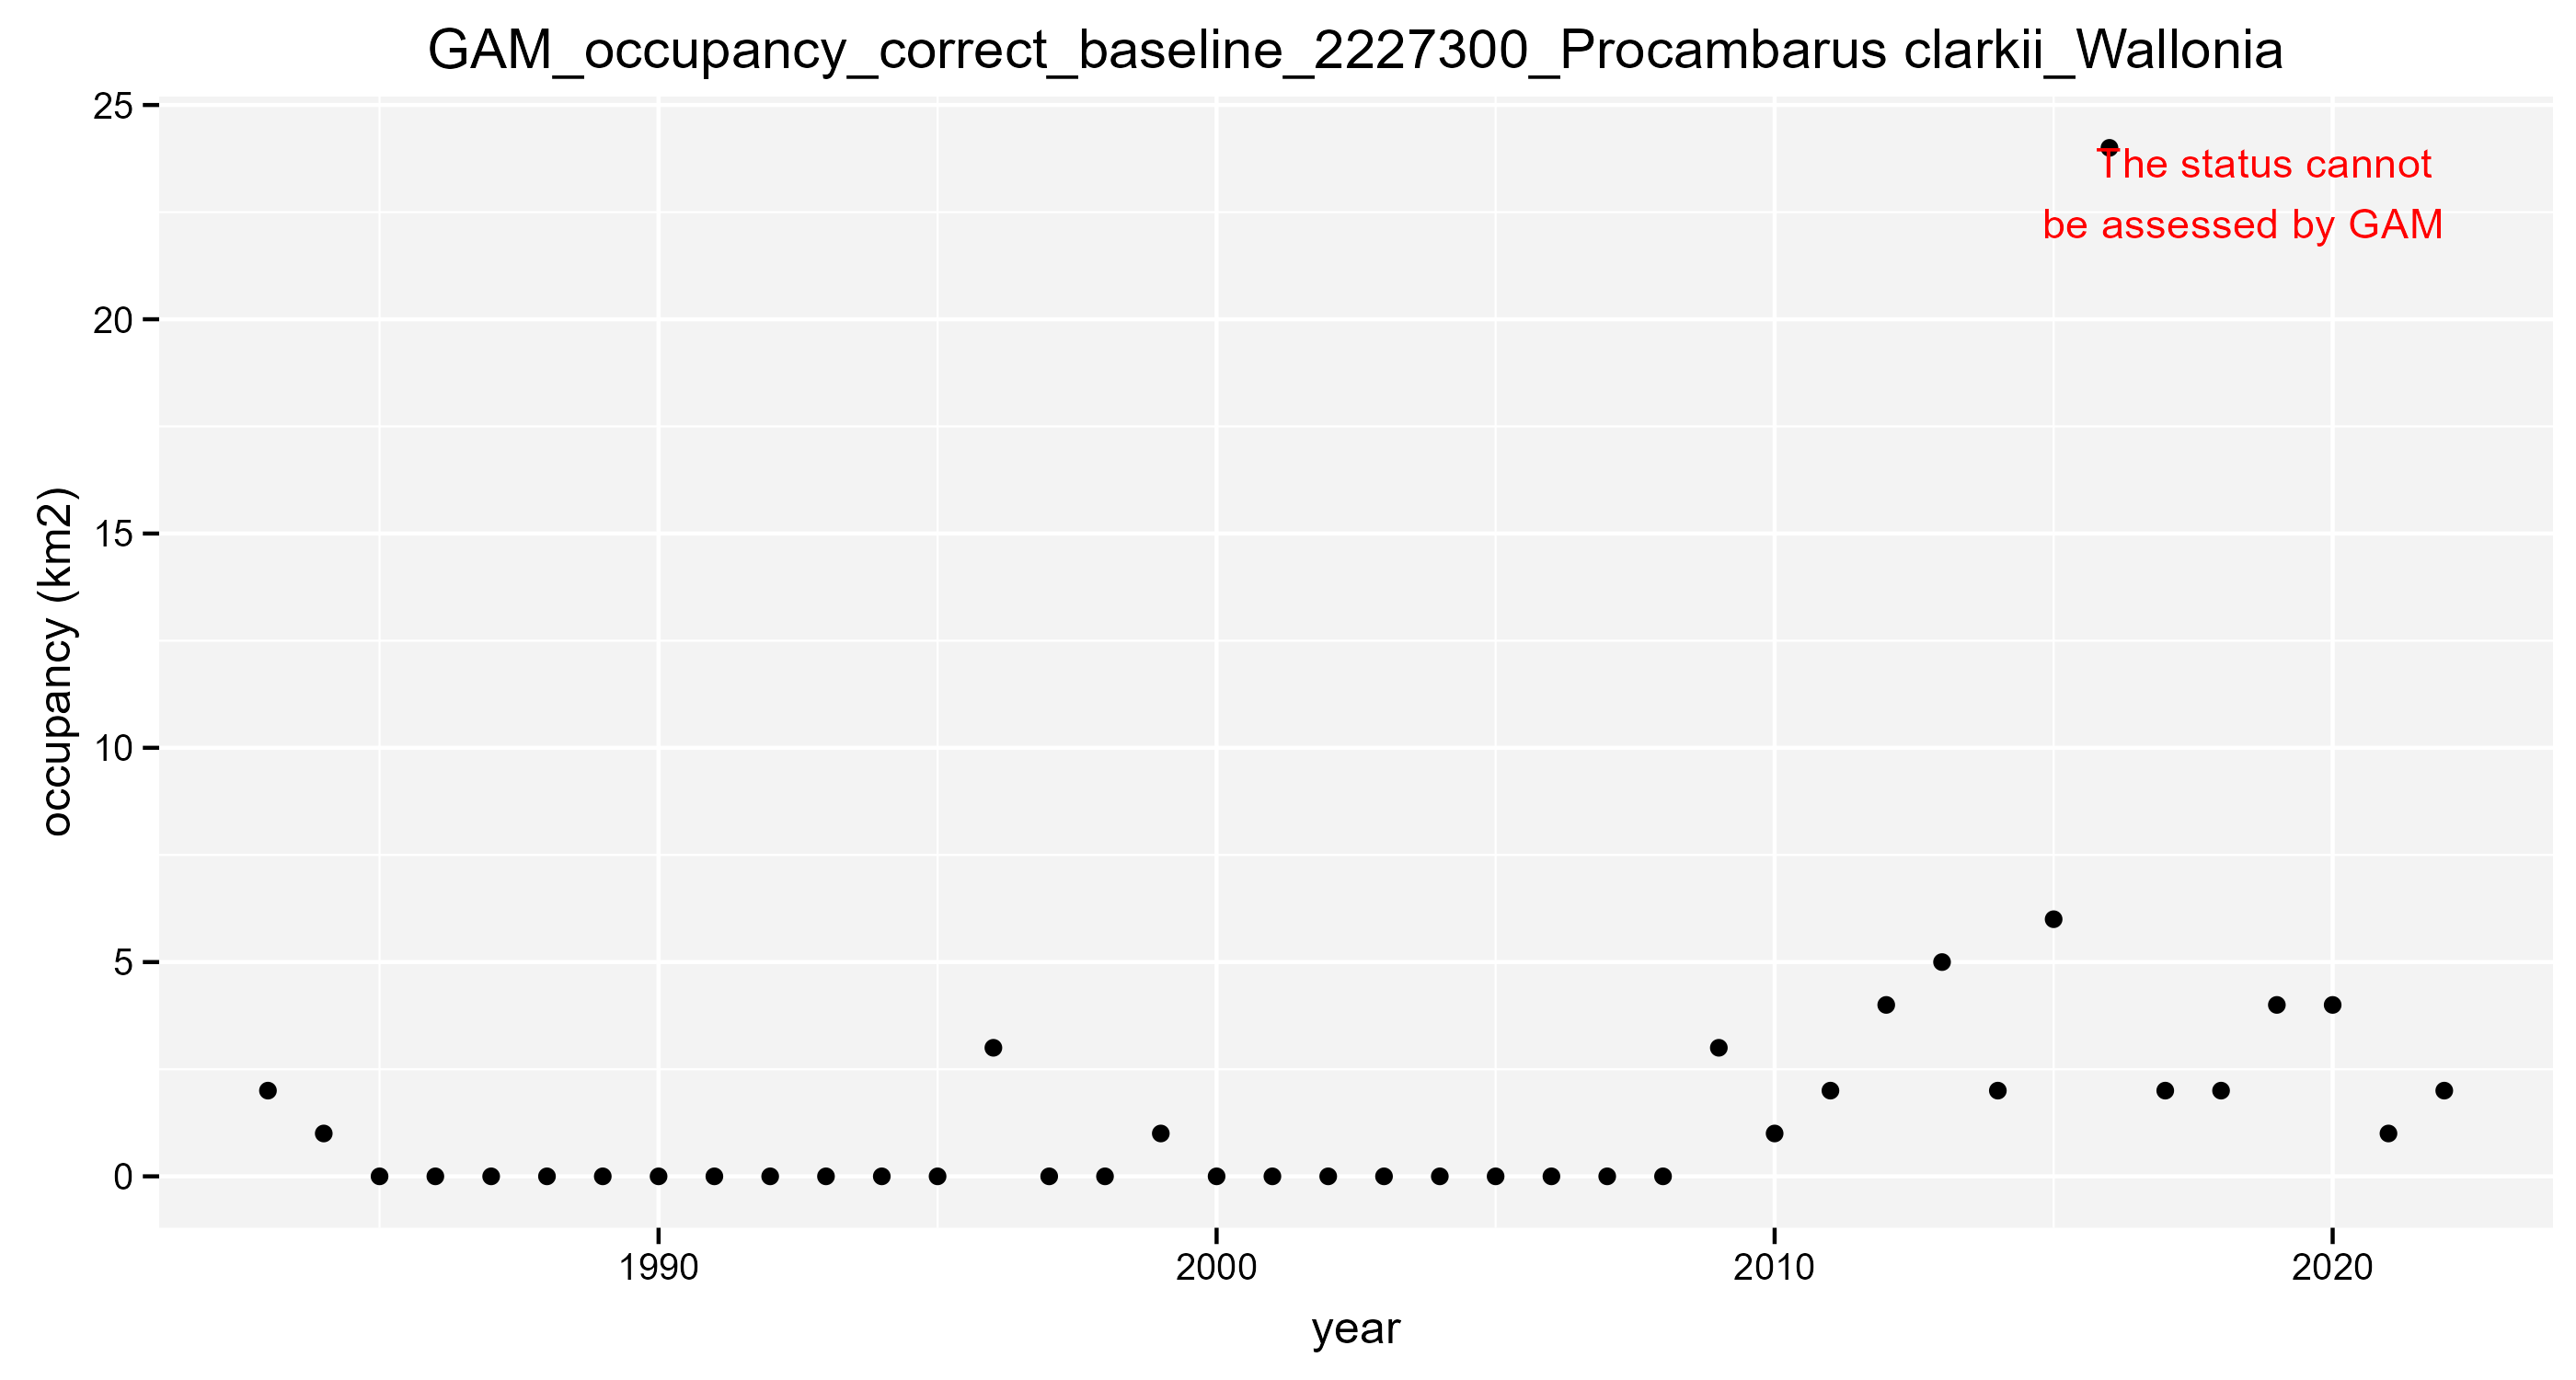 GAM_occupancy_correct_baseline_2227300_Procambarus clarkii_Wallonia
25
The status cannot
be assessed by GAM
20
15
occupancy (km2)
10
5
0
1990 2000 2010 2020
year